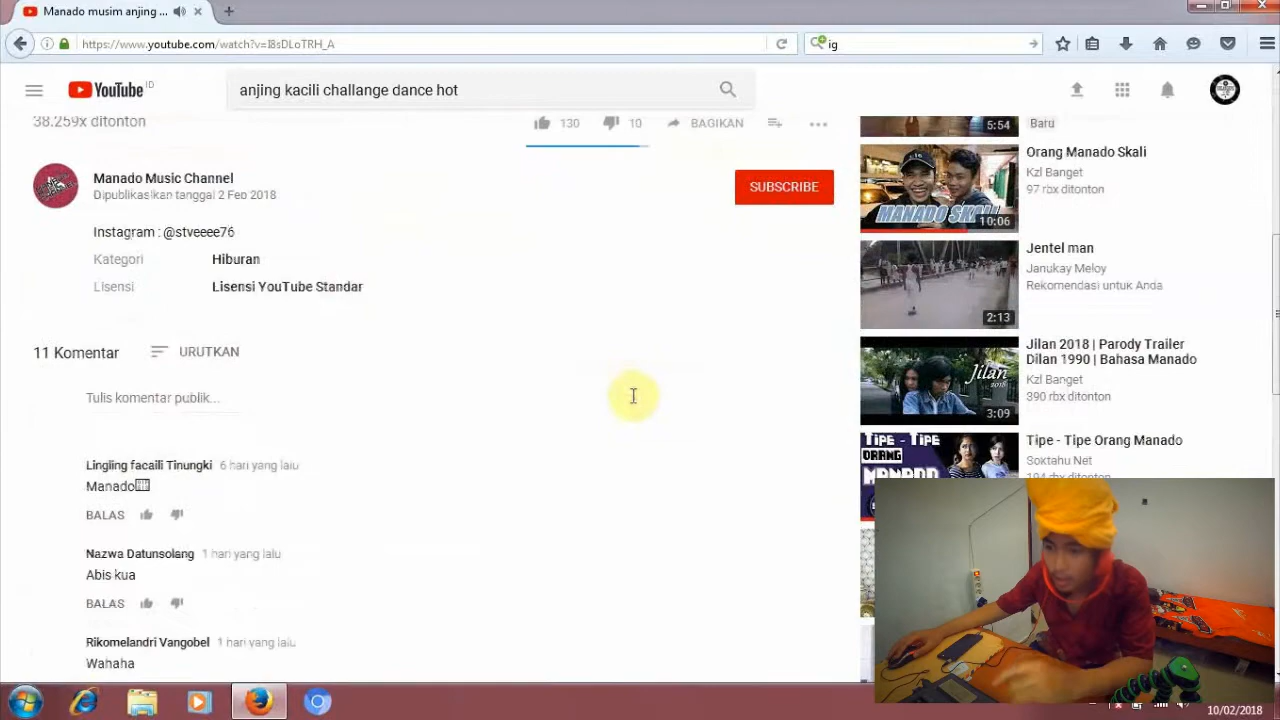 Manado musim anjing ...
https://www.youtube.com/watch?v=I8sDLoTRH_A
ig
YouTube ID
anjing kacili challange dance hot
38.259x ditonton
130
10
BAGIKAN
Manado Music Channel
Dipublikasikan tanggal 2 Feb 2018
SUBSCRIBE
Instagram : @stveeee76
Kategori
Hiburan
Lisensi
Lisensi YouTube Standar
11 Komentar
URUTKAN
Tulis komentar publik...
Lingiing facaili Tinungki 6 hari yang lalu
Manado
BALAS
Nazwa Datunsolang 1 hari yang lalu
Abis kua
BALAS
Rikomelandri Vangobel 1 hari yang lalu
Wahaha
5:54
Baru
MANADO SKALI
10:06
Orang Manado Skali
Kzl Banget
97 rbx ditonton
2:13
Jentel man
Janukay Meloy
Rekomendasi untuk Anda
Jilan
2018
3:09
Jilan 2018 | Parody Trailer
Dilan 1990 | Bahasa Manado
Kzl Banget
390 rbx ditonton
TIPE - TIPE
ORANG
MANADO
Tipe - Tipe Orang Manado
Soxtahu Net
194 rbx ditonton
10/02/2018